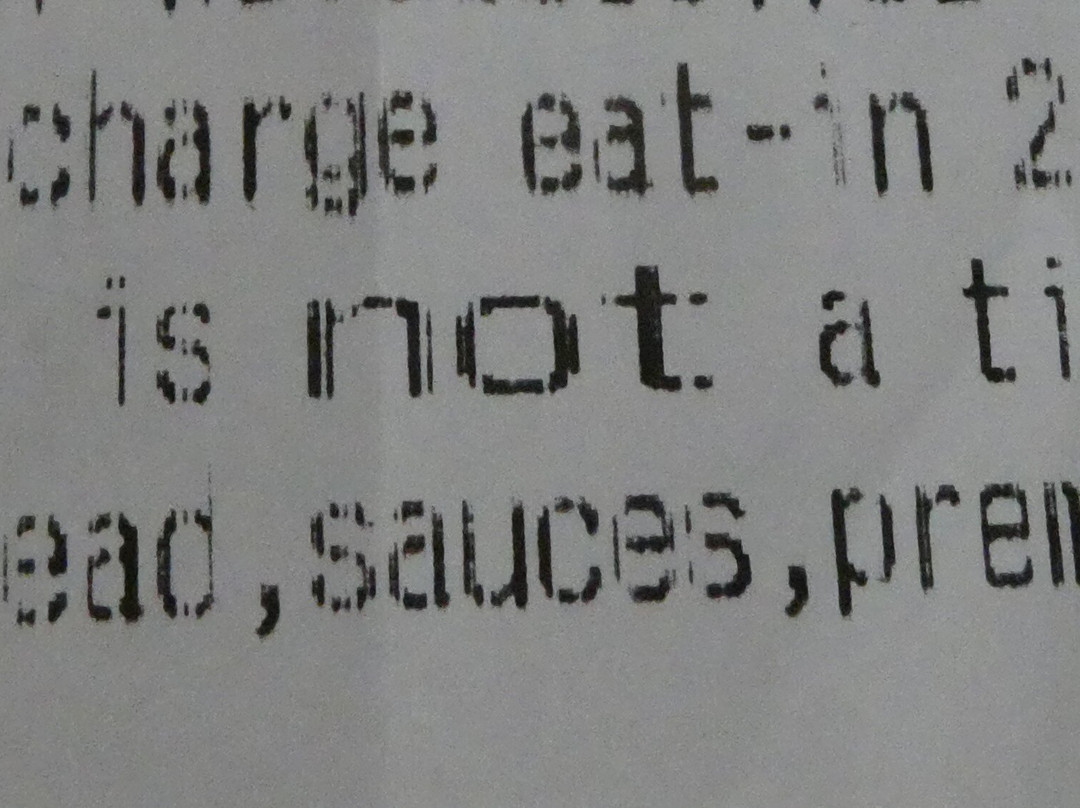 charge eat-in 2
is not a ti
ead,sauces,prem